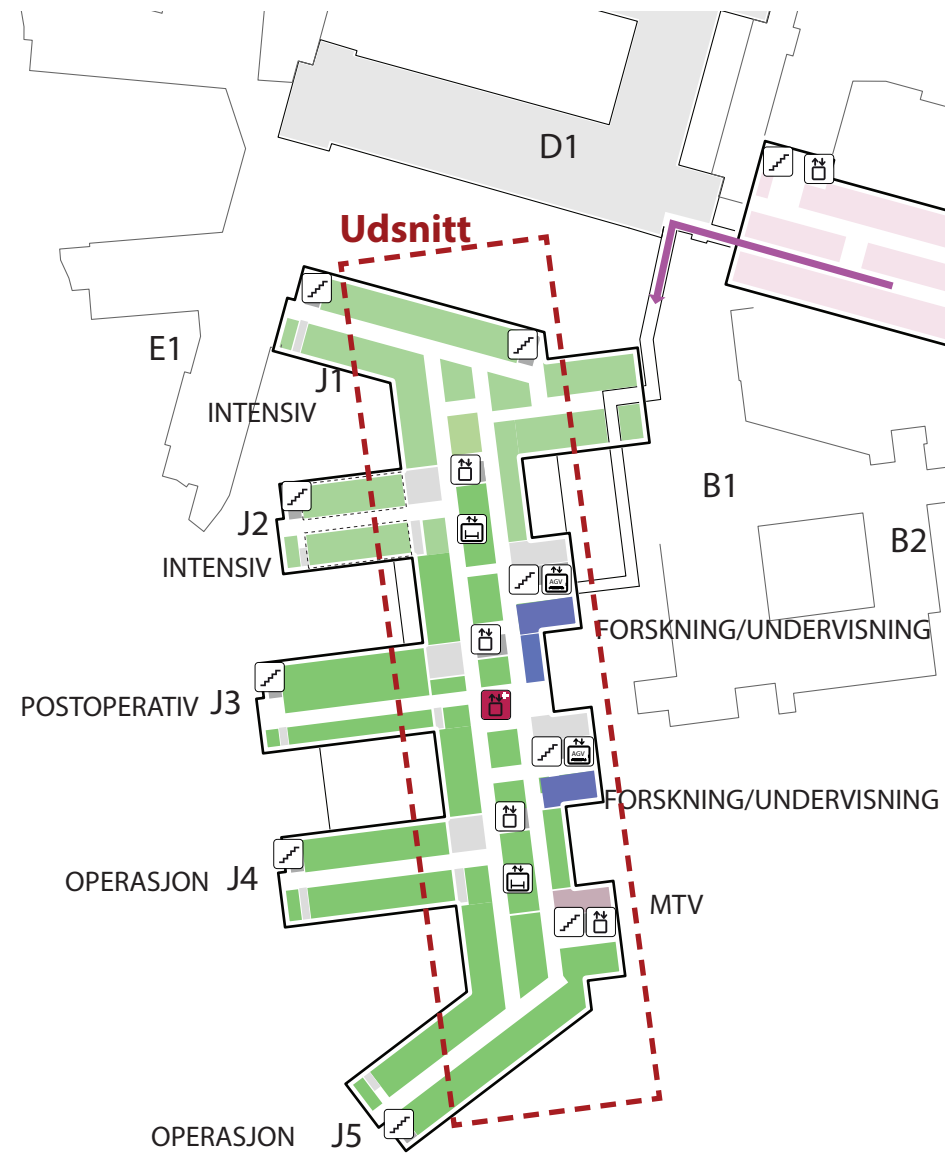 D1
Udsnitt
E1
J1
INTENSIV
B1
J2
B2
INTENSIV
AGV
FORSKNING/UNDERVISNING
POSTOPERATIV J3
AGV
FORSKNING/UNDERVISNING
OPERASJON J4
MTV
OPERASJON J5